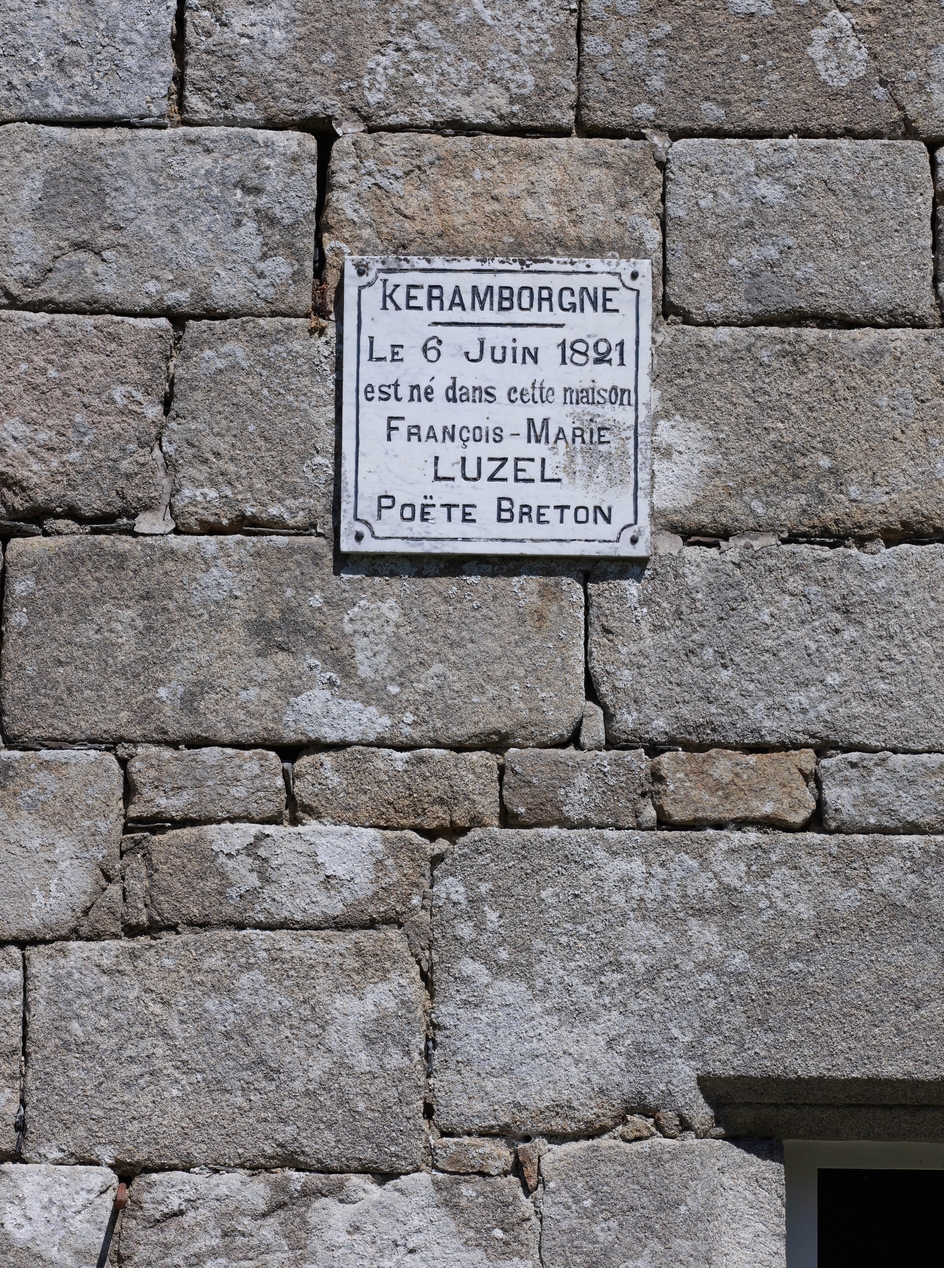 KERAMBORGNE
LE 6 JUIN 1821
est né dans cette maison
FRANÇOIS-MARIE
LUZEL
POËTE BRETON